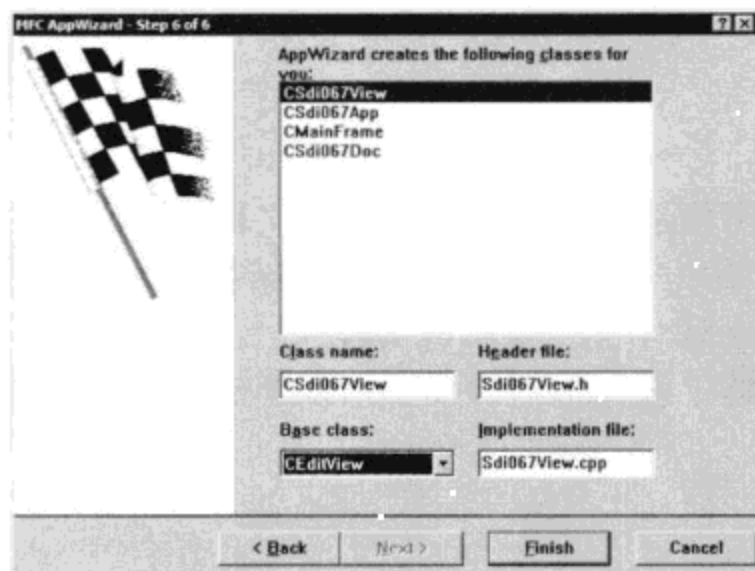 MFC AppWizard - Step 6 of 6
AppWizard creates the following classes for
you:
CSdi067View
CSdi067App
CMainFrame
CSdi067Doc
Class name:
Header file:
CSdi067View
Sdi067View.h
Base class:
Implementation file:
CEditView
Sdi067View.cpp
< Back
Next >
Finish
Cancel